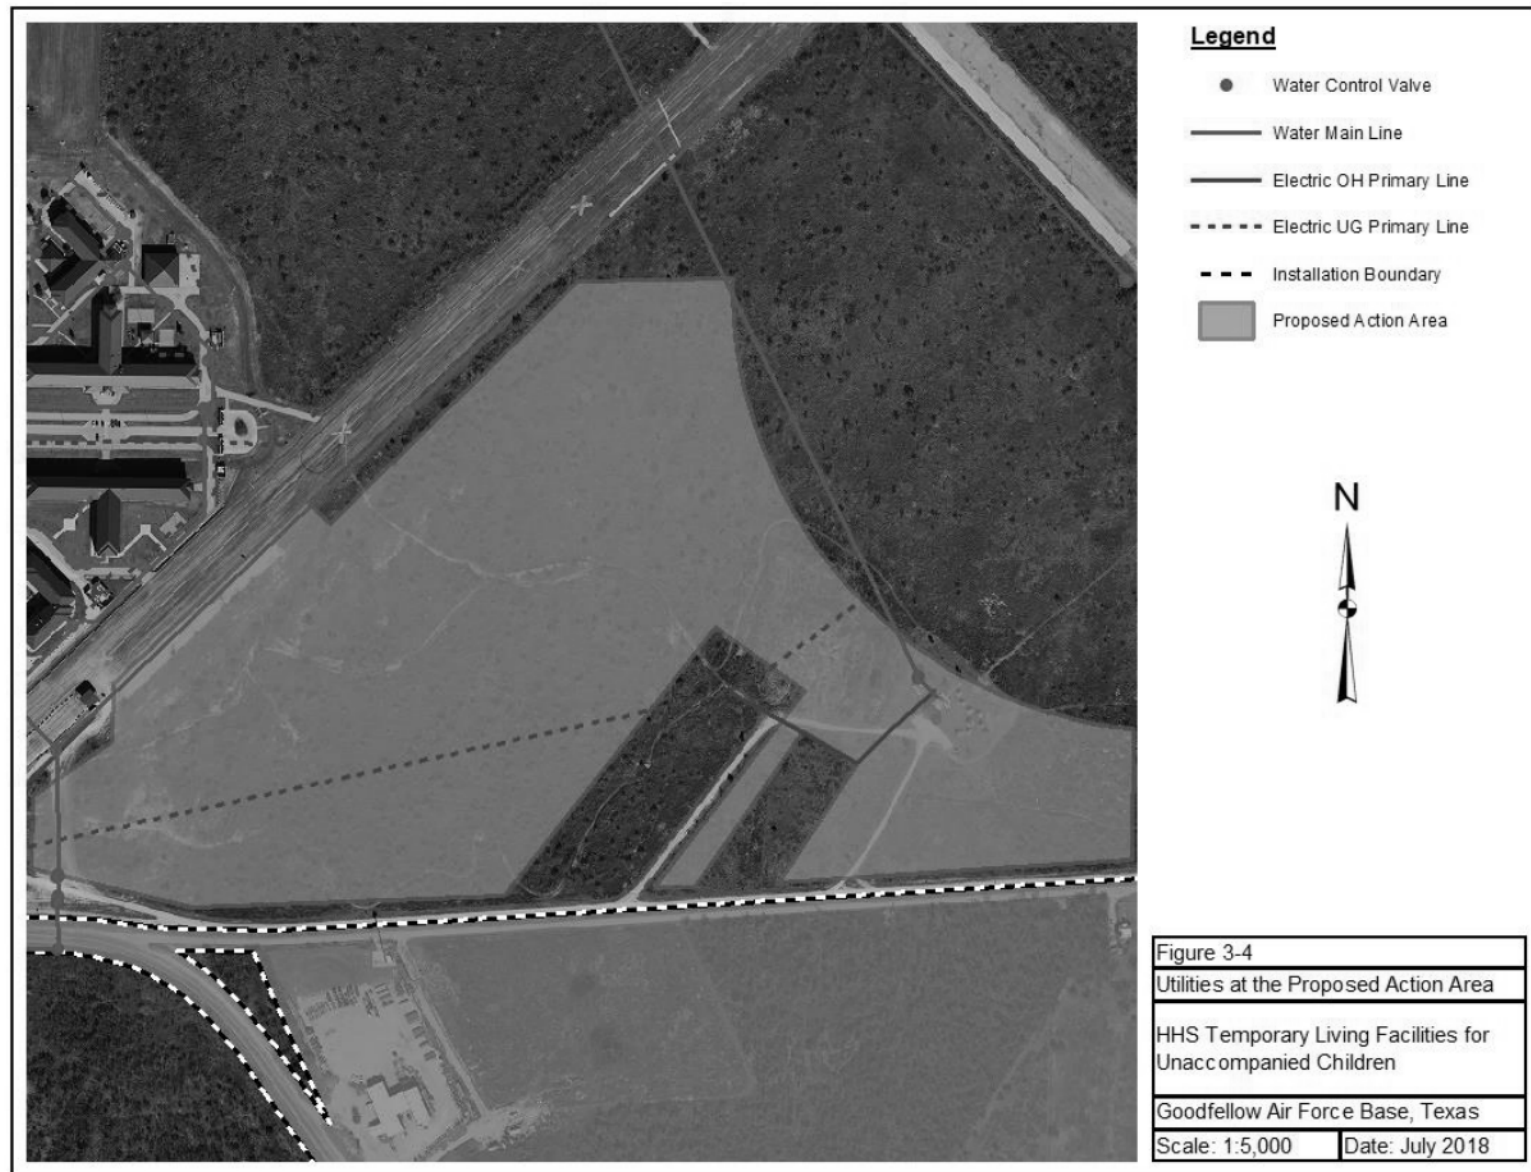 Legend
Water Control Valve
Water Main Line
Electric OH Primary Line
Electric UG Primary Line
Installation Boundary
Proposed Action Area
N
Figure 3-4
Utilities at the Proposed Action Area
HHS Temporary Living Facilities for
Unaccompanied Children
Goodfellow Air Force Base, Texas
Scale: 1:5,000
Date: July 2018